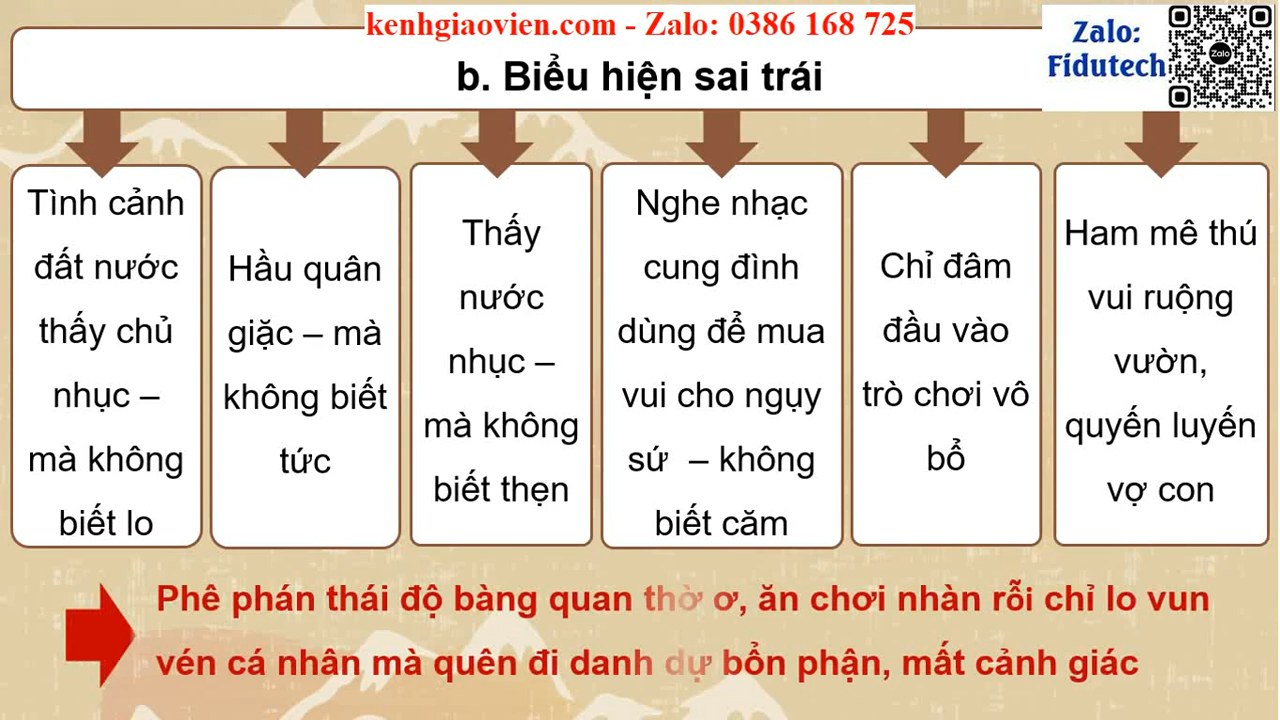 kenhgiaovien.com - Zalo: 0386 168 725
Zalo:
Fidutech
Zalo
b. Biểu hiện sai trái
Tình cảnh
đất nước
thấy chủ
nhục –
mà không
biết lo
Hầu quân
giặc – mà
không biết
tức
Thấy
nước
nhục –
mà không
biết thẹn
Nghe nhạc
cung đình
dùng để mua
vui cho ngụy
sứ – không
biết căm
Chỉ đâm
đầu vào
trò chơi vô
bổ
Ham mê thú
vui ruộng
vườn,
quyến luyến
vợ con
Phê phán thái độ bàng quan thờ ơ, ăn chơi nhàn rỗi chỉ lo vun
vén cá nhân mà quên đi danh dự bổn phận, mất cảnh giác